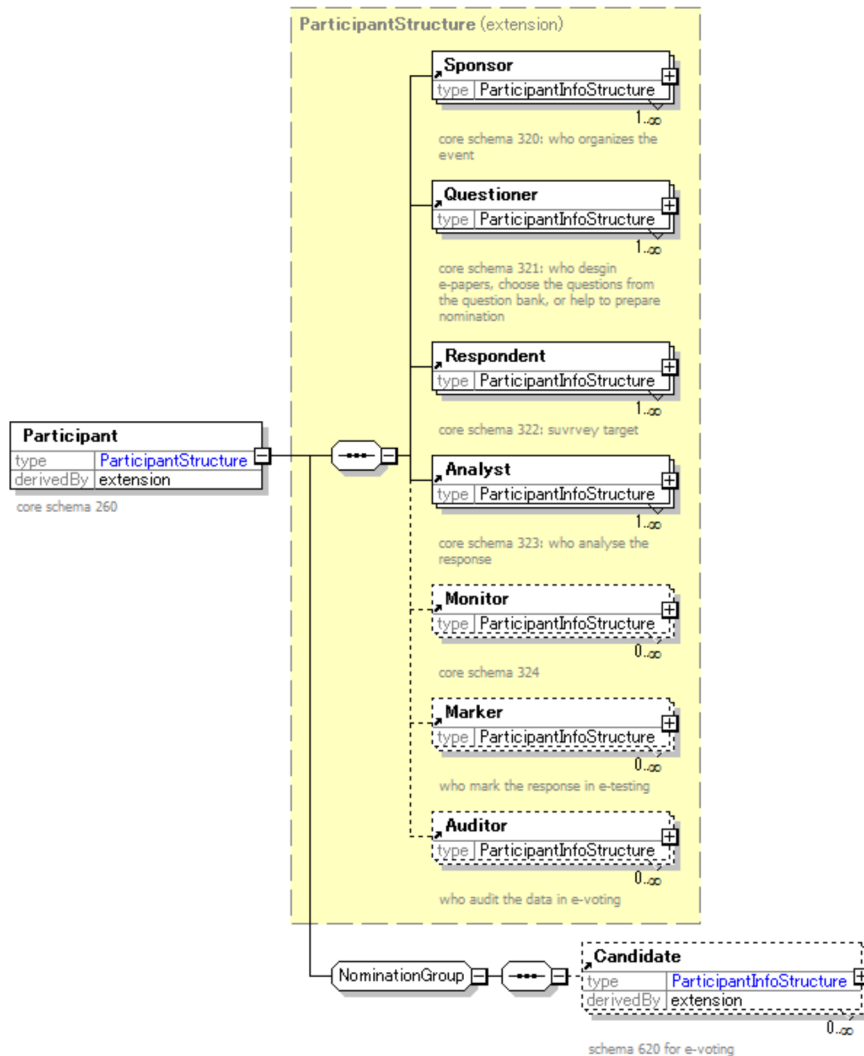 ParticipantStructure (extension)
Sponsor
type ParticipantInfoStructure
1..∞
core schema 320: who organizes the
event
Questioner
type ParticipantInfoStructure
1..∞
core schema 321: who desgin
e-papers, choose the questions from
the question bank, or help to prepare
nomination
Respondent
type ParticipantInfoStructure
1..∞
core schema 322: suvrvey target
Participant
type ParticipantStructure
derivedBy extension
core schema 260
Analyst
type ParticipantInfoStructure
1..∞
core schema 323: who analyse the
response
Monitor
type ParticipantInfoStructure
0..∞
core schema 324
Marker
type ParticipantInfoStructure
0..∞
who mark the response in e-testing
Auditor
type ParticipantInfoStructure
0..∞
who audit the data in e-voting
NominationGroup
Candidate
type ParticipantInfoStructure
derivedBy extension
0..∞
schema 620 for e-voting